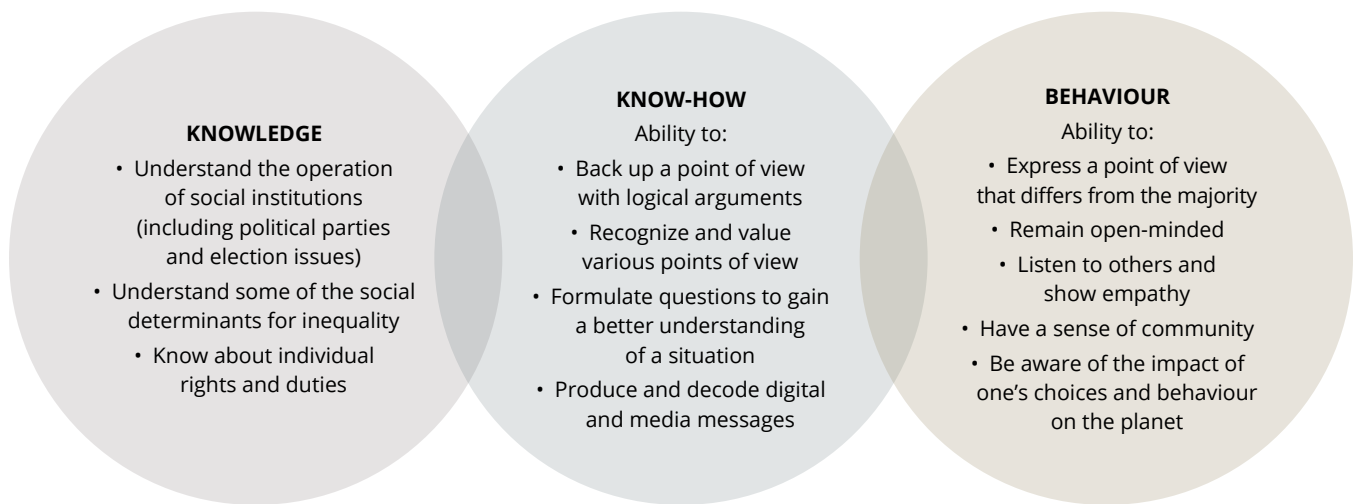 KNOWLEDGE
• Understand the operation
of social institutions
(including political parties
and election issues)
• Understand some of the social
determinants for inequality
• Know about individual
rights and duties
KNOW-HOW
Ability to:
• Back up a point of view
with logical arguments
• Recognize and value
various points of view
• Formulate questions to gain
a better understanding
of a situation
• Produce and decode digital
and media messages
BEHAVIOUR
Ability to:
• Express a point of view
that differs from the majority
• Remain open-minded
• Listen to others and
show empathy
• Have a sense of community
• Be aware of the impact of
one’s choices and behaviour
on the planet